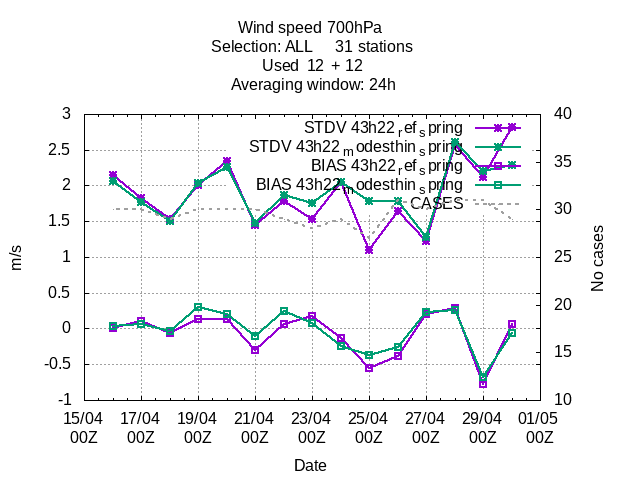 Wind speed 700hPa
Selection: ALL 31 stations
Used 12 + 12
Averaging window: 24h
3
2.5
2
1.5
1
0.5
0
-0.5
-1
m/s
40
35
30
25
20
15
10
No cases
STDV 43h22_ref_spring
STDV 43h22_modesthin_spring
BIAS 43h22_ref_spring
BIAS 43h22_modesthin_spring
CASES
15/04 17/04 19/04 21/04 23/04 25/04 27/04 29/04 01/05
00Z 00Z 00Z 00Z 00Z 00Z 00Z 00Z 00Z
Date